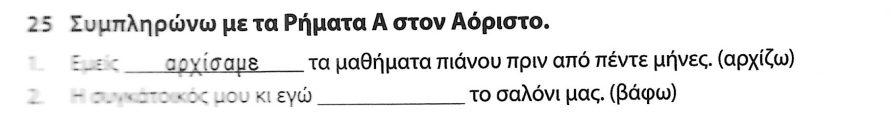 25 Συμπληρώνω με τα Ρήματα Α στον Αόριστο.
1. Εμείς αρχίσαμε τα μαθήματα πιάνου πριν από πέντε μήνες. (αρχίζω)
2. Η συγκάτοικός μου κι εγώ ____________ το σαλόνι μας. (βάφω)